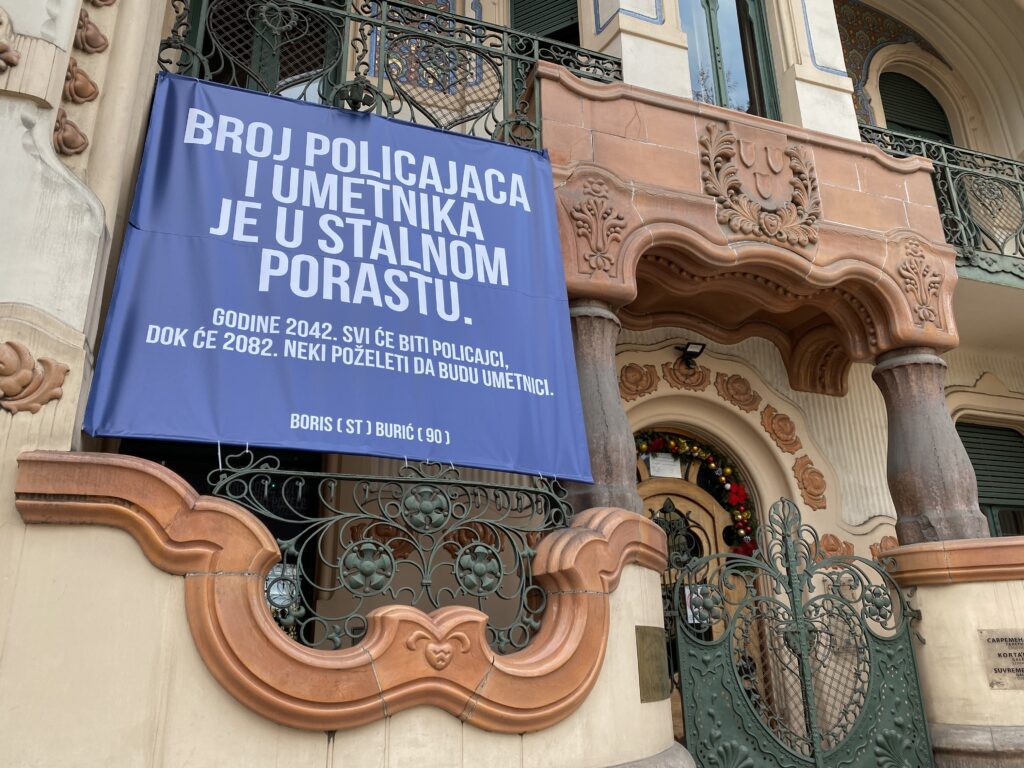 BROJ POLICAJACA
I UMETNIKA
JE U STALNOM
PORASTU.
GODINE 2042. SVI ĆE BITI POLICAJCI,
DOK ĆE 2082. NEKI POŽELETI DA BUDU UMETNICI.
BORIS ( ST ) BURIĆ ( 90 )